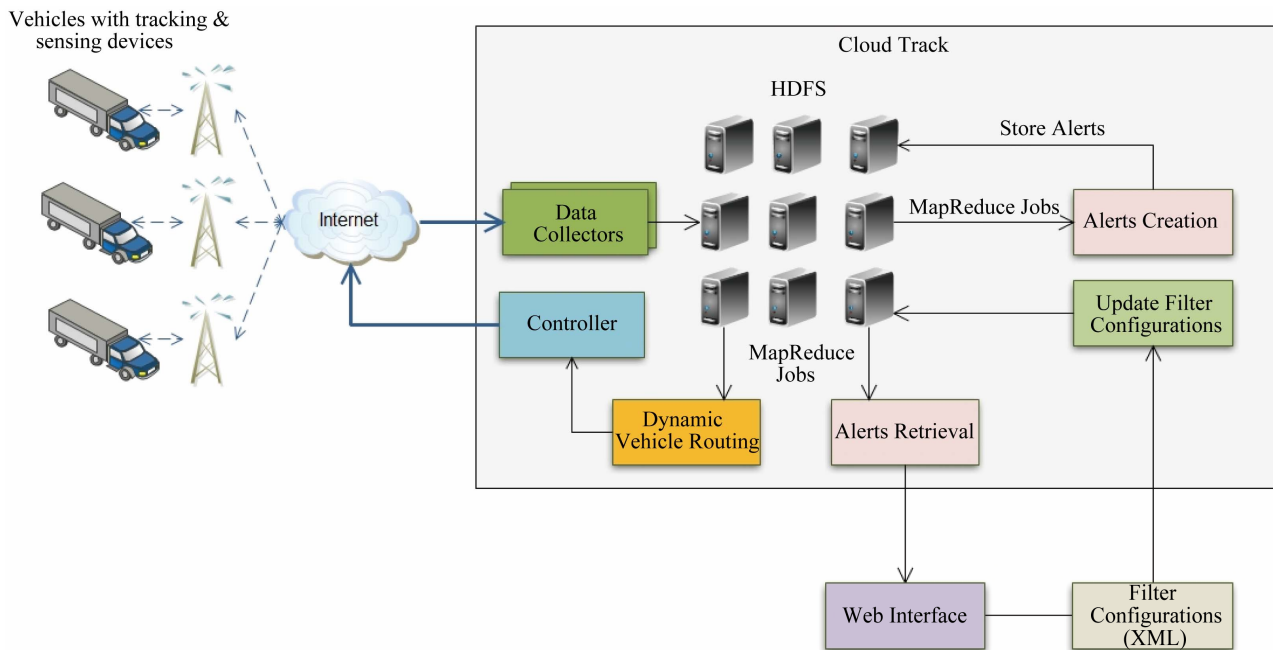 Vehicles with tracking &
sensing devices
Cloud Track
HDFS
Store Alerts
Internet
Data
Collectors
MapReduce Jobs
Alerts Creation
Controller
Update Filter
Configurations
MapReduce
Jobs
Dynamic
Vehicle Routing
Alerts Retrieval
Web Interface
Filter
Configurations
(XML)